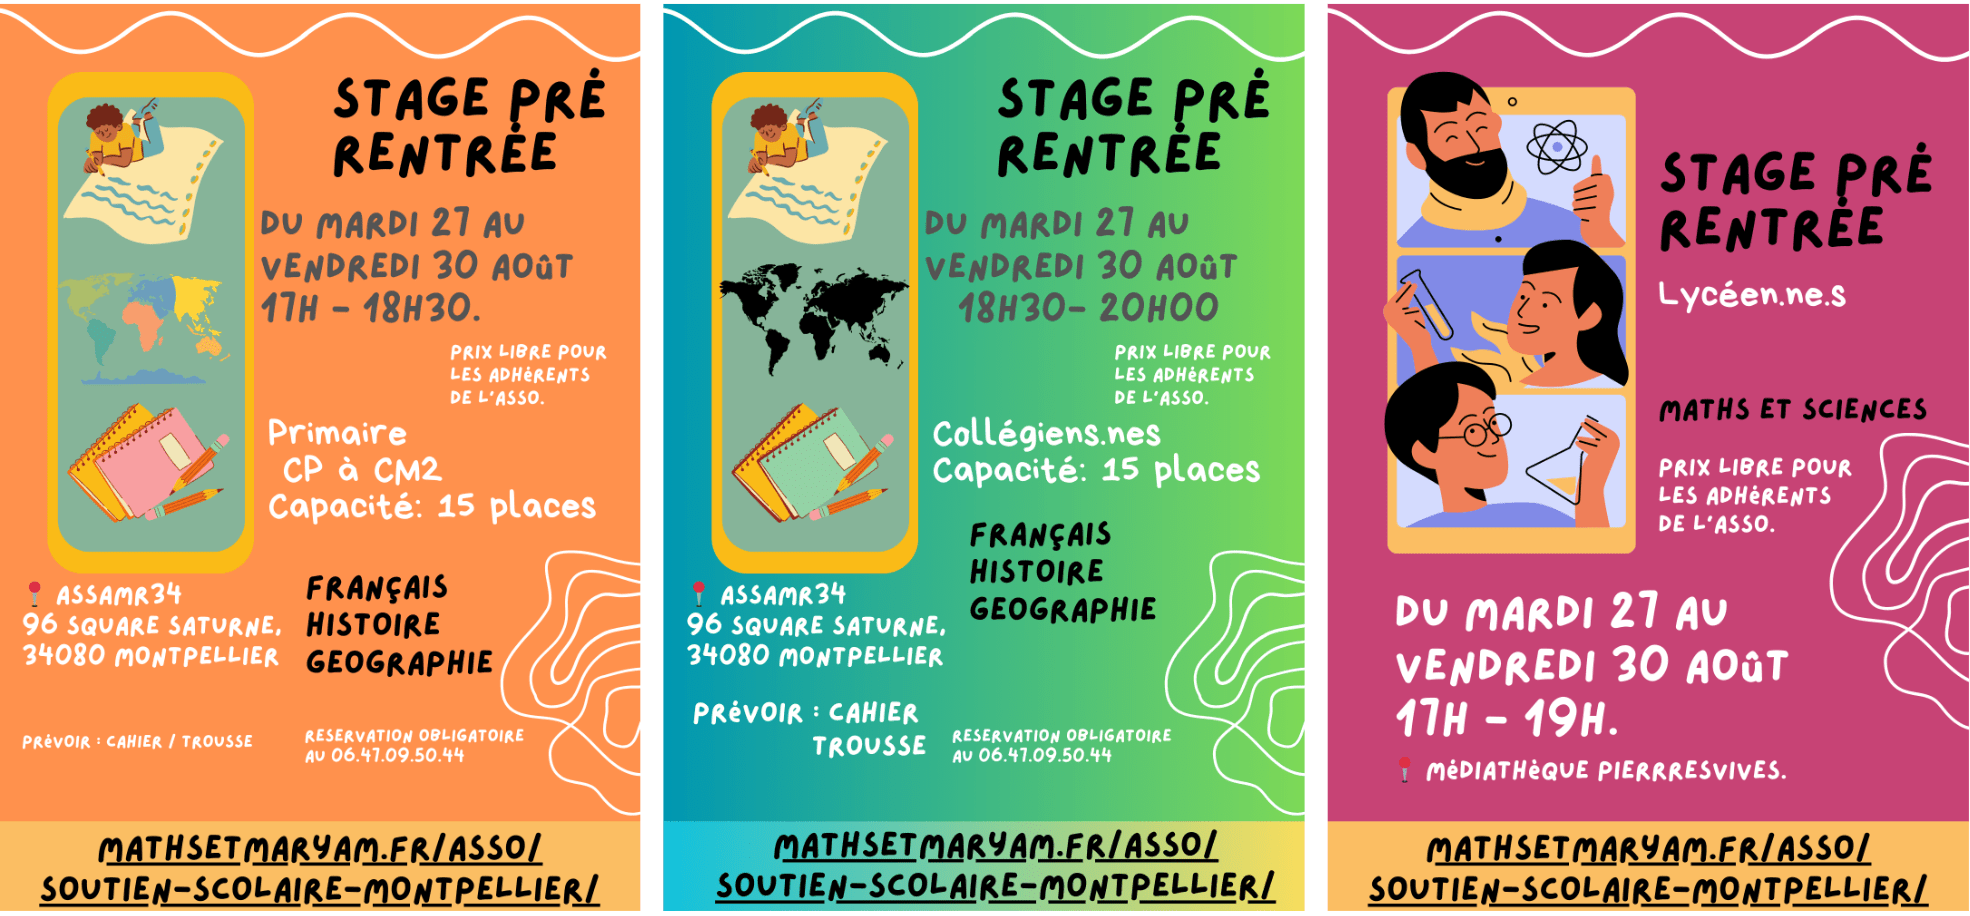 STAGE PRÉ
RENTRÉE
DU MARDI 27 AU
VENDREDI 30 AOÛT
17H - 18H30.
PRIX LIBRE POUR
LES ADHÉRENTS
DE L'ASSO.
Primaire
CP à CM2
Capacité: 15 places
ASSAMR34
96 SQUARE SATURNE,
34080 MONTPELLIER
FRANÇAIS
HISTOIRE
GEOGRAPHIE
PRÉVOIR : CAHIER / TROUSSE
RESERVATION OBLIGATOIRE
AU 06.47.09.50.44
MATHSETMARYAM.FR/ASSO/
SOUTIEN-SCOLAIRE-MONTPELLIER/
STAGE PRÉ
RENTRÉE
DU MARDI 27 AU
VENDREDI 30 AOÛT
18H30- 20H00
PRIX LIBRE POUR
LES ADHÉRENTS
DE L'ASSO.
Collégiens.nes
Capacité: 15 places
FRANÇAIS
HISTOIRE
GEOGRAPHIE
ASSAMR34
96 SQUARE SATURNE,
34080 MONTPELLIER
PRÉVOIR : CAHIER
TROUSSE
RESERVATION OBLIGATOIRE
AU 06.47.09.50.44
MATHSETMARYAM.FR/ASSO/
SOUTIEN-SCOLAIRE-MONTPELLIER/
STAGE PRÉ
RENTRÉE
Lycéen.ne.s
MATHS ET SCIENCES
PRIX LIBRE POUR
LES ADHÉRENTS
DE L'ASSO.
DU MARDI 27 AU
VENDREDI 30 AOÛT
17H - 19H.
MÉDIATHÈQUE PIERRRESVIVES.
MATHSETMARYAM.FR/ASSO/
SOUTIEN-SCOLAIRE-MONTPELLIER/